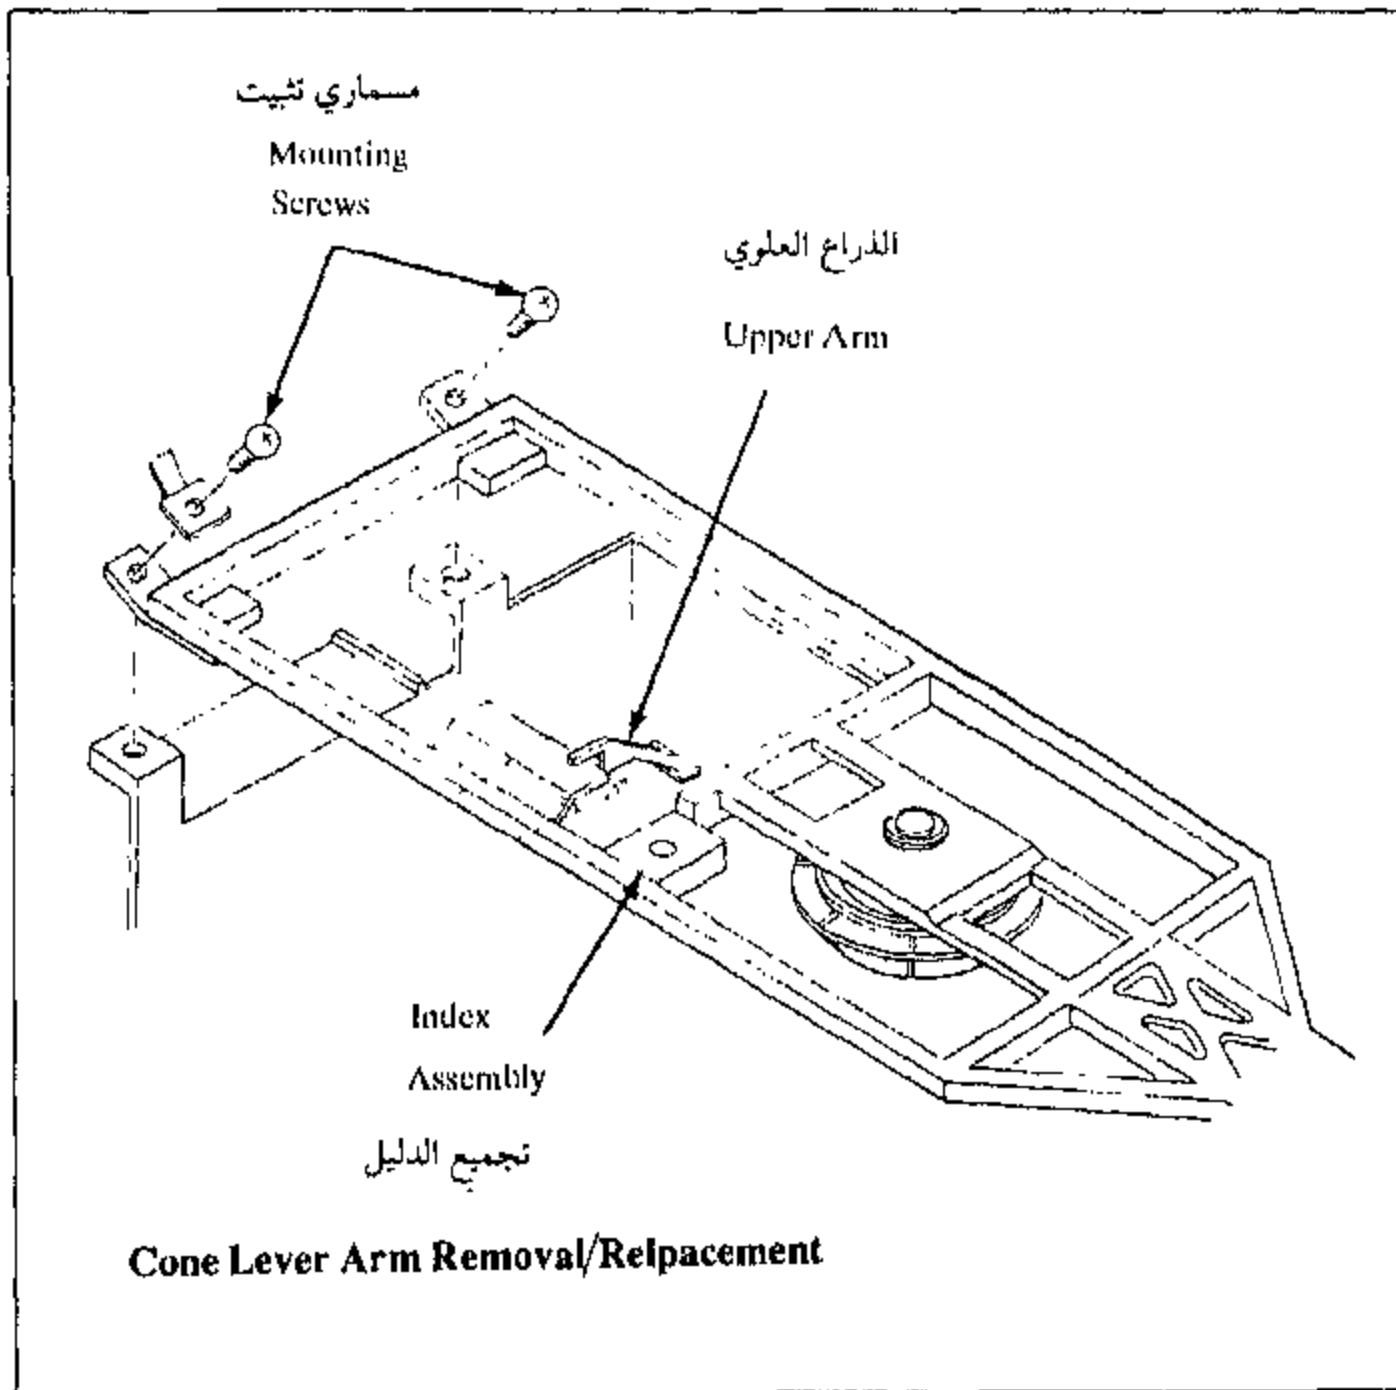 مسماري تثبيت
Mounting
Screws
الذراع العلوي
Upper Arm
Index
Assembly
تجميع الدليل
Cone Lever Arm Removal/Relpacement